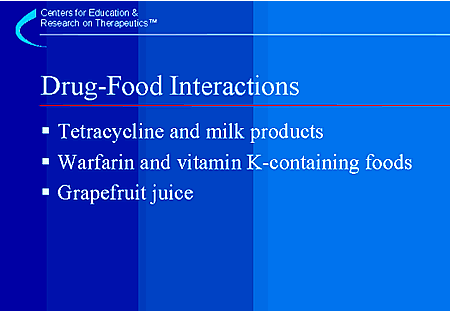 Centers for Education &
Research on Therapeutics™
Drug-Food Interactions
▪ Tetracycline and milk products
▪ Warfarin and vitamin K-containing foods
▪ Grapefruit juice